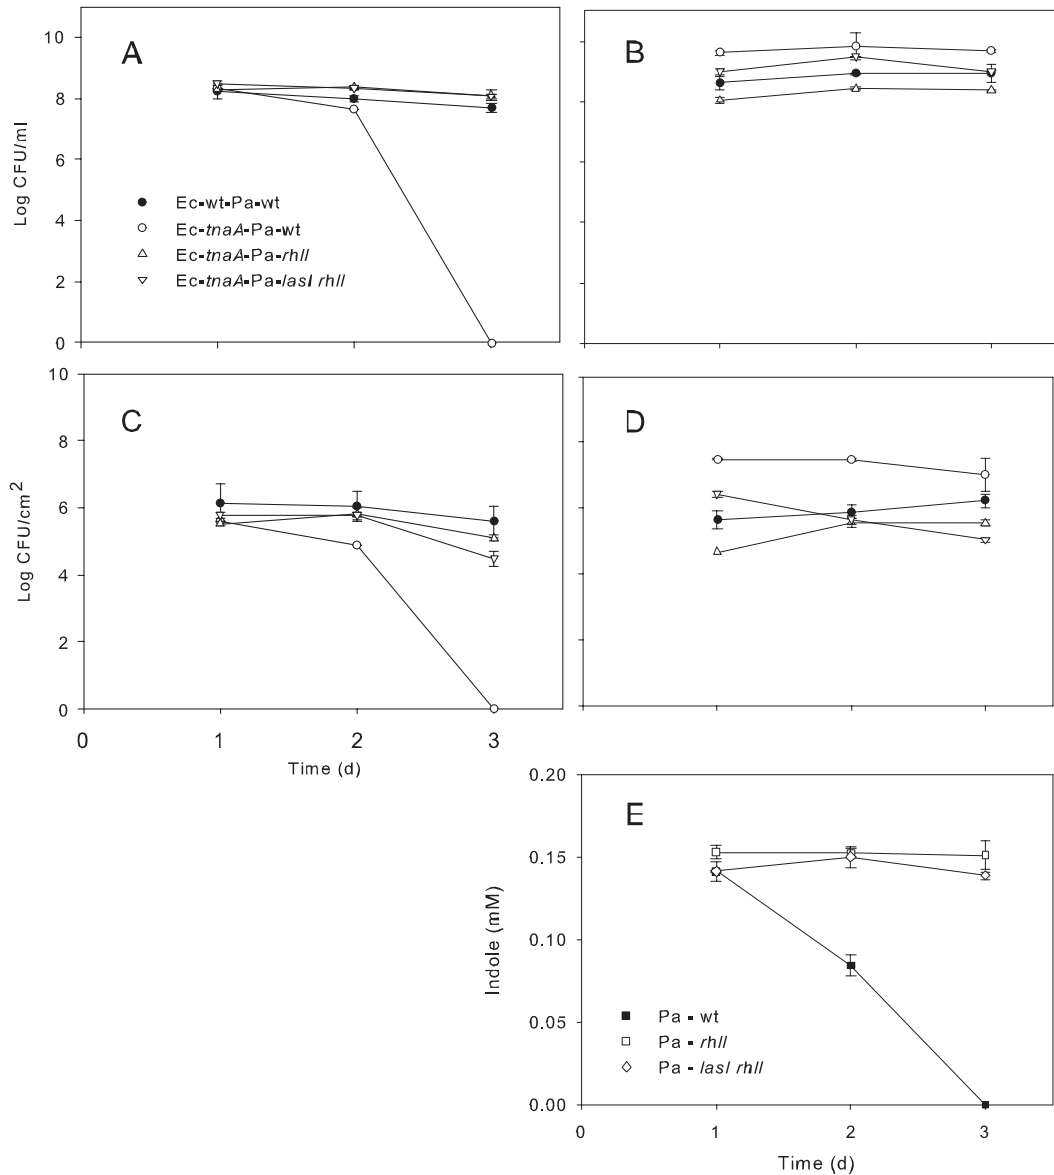 A
B
10
8
6
4
2
0
Log CFU/ml
Ec-wt-Pa-wt
Ec-tnaA-Pa-wt
Ec-tnaA-Pa-rhlI
Ec-tnaA-Pa-lasI rhlI
C
D
10
8
6
4
2
0
Log CFU/cm2
0 1 2 3
Time (d)
E
0.20
0.15
0.10
0.05
0.00
Indole (mM)
Pa - wt
Pa - rhlI
Pa - lasI rhlI
0 1 2 3
Time (d)